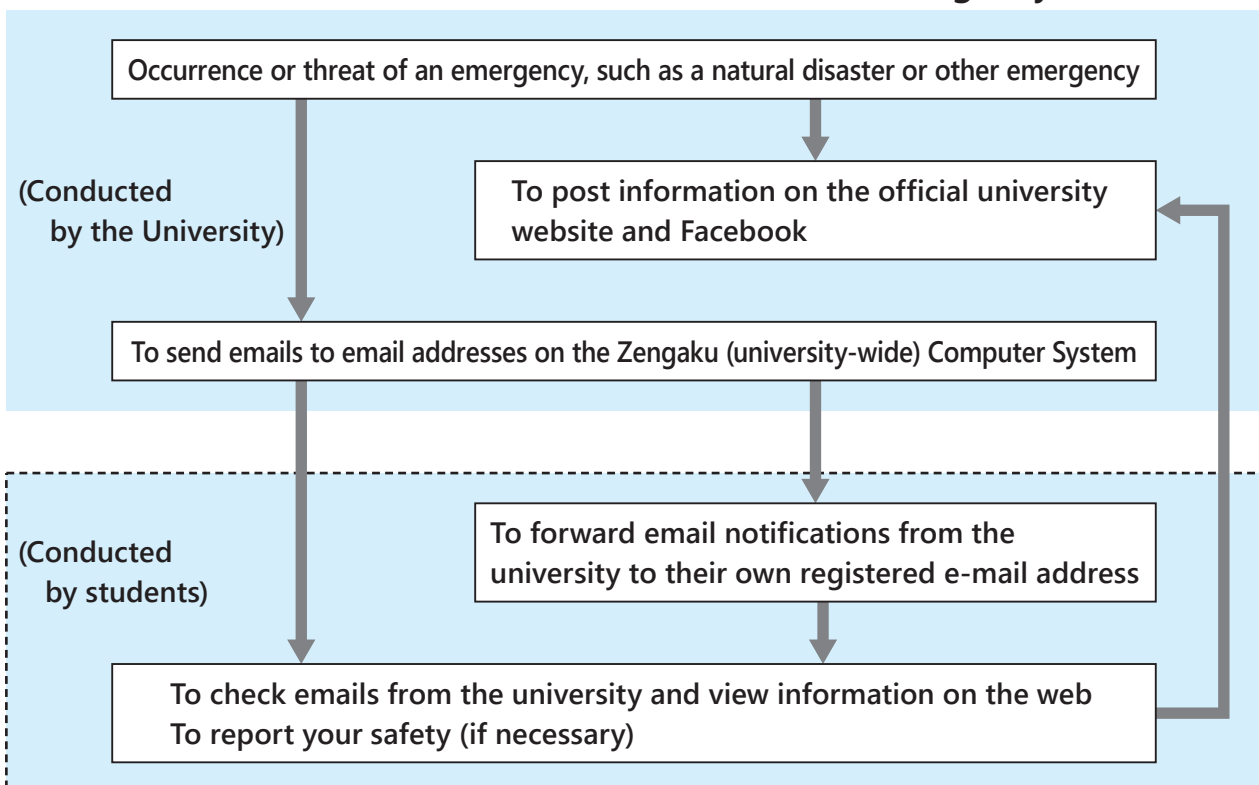 Occurrence or threat of an emergency, such as a natural disaster or other emergency
(Conducted
by the University)
To post information on the official university
website and Facebook
To send emails to email addresses on the Zengaku (university-wide) Computer System
(Conducted
by students)
To forward email notifications from the
university to their own registered e-mail address
To check emails from the university and view information on the web
To report your safety (if necessary)